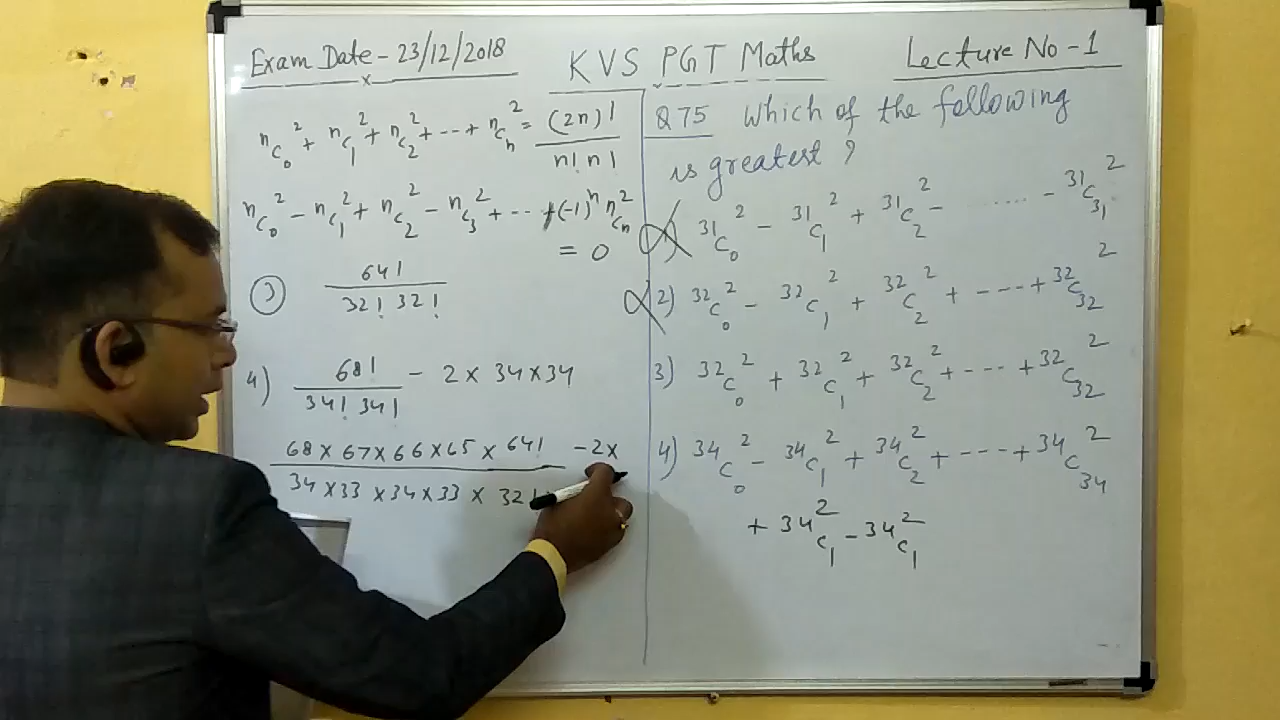 Exam Date - 23/12/2018
KVS PGT Maths
Lecture No - 1
ⁿC₀² + ⁿC₁² + ⁿC₂² + --- + ⁿCₙ² = (2n)! / n! n!
ⁿC₀² - ⁿC₁² + ⁿC₂² - ⁿC₃² + --- + (-1)ⁿ ⁿCₙ²
= 0
3) 64! / 32! 32!
4) 68! / 34! 34! - 2 × 34 × 34
68 × 67 × 66 × 65 × 64! / 34 × 33 × 34 × 33 × 32! - 2 ×
Q 75 Which of the following
is greatest ?
1) ³¹C₀² - ³¹C₁² + ³¹C₂² - ...... - ³¹C₃₁²
2) ³²C₀² - ³²C₁² + ³²C₂² + ---- + ³²C₃₂²
3) ³²C₀² + ³²C₁² + ³²C₂² + --- + ³²C₃₂²
4) ³⁴C₀² - ³⁴C₁² + ³⁴C₂² + --- + ³⁴C₃₄²
+ ³⁴C₁² - ³⁴C₁²